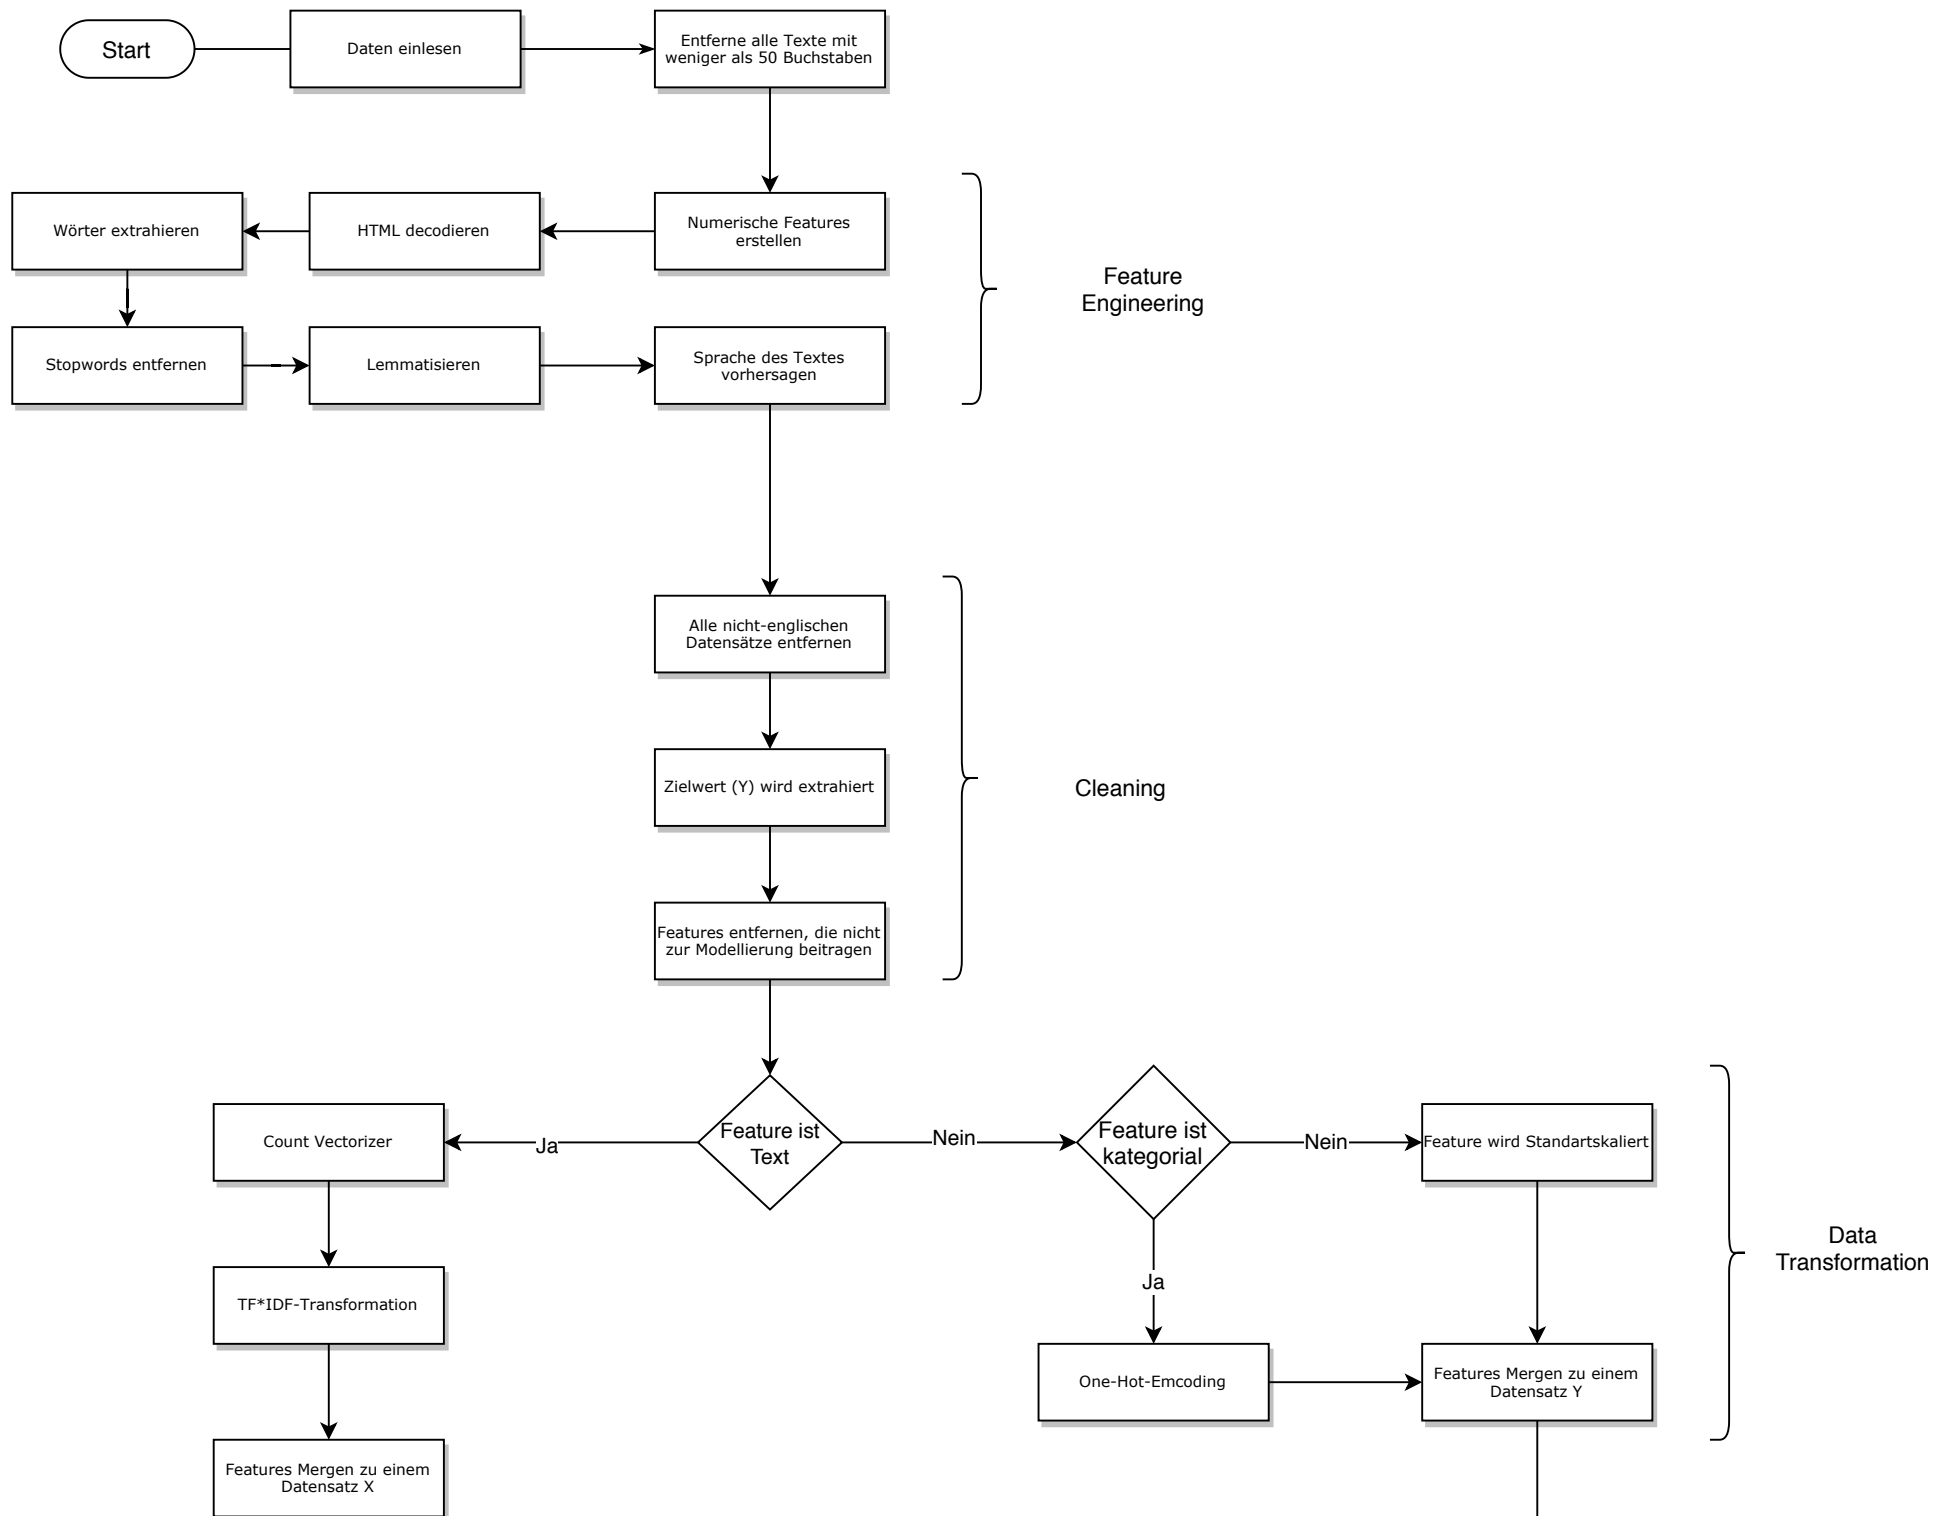 Start
Daten einlesen
Entferne alle Texte mit
weniger als 50 Buchstaben
Wörter extrahieren
HTML decodieren
Numerische Features
erstellen
Feature
Engineering
Stopwords entfernen
Lemmatisieren
Sprache des Textes
vorhersagen
Alle nicht-englischen
Datensätze entfernen
Zielwert (Y) wird extrahiert
Cleaning
Features entfernen, die nicht
zur Modellierung beitragen
Count Vectorizer
Ja
Feature ist
Text
Nein
Feature ist
kategorial
Nein
Feature wird Standartskaliert
Data
Transformation
Ja
TF*IDF-Transformation
One-Hot-Emcoding
Features Mergen zu einem
Datensatz Y
Features Mergen zu einem
Datensatz X